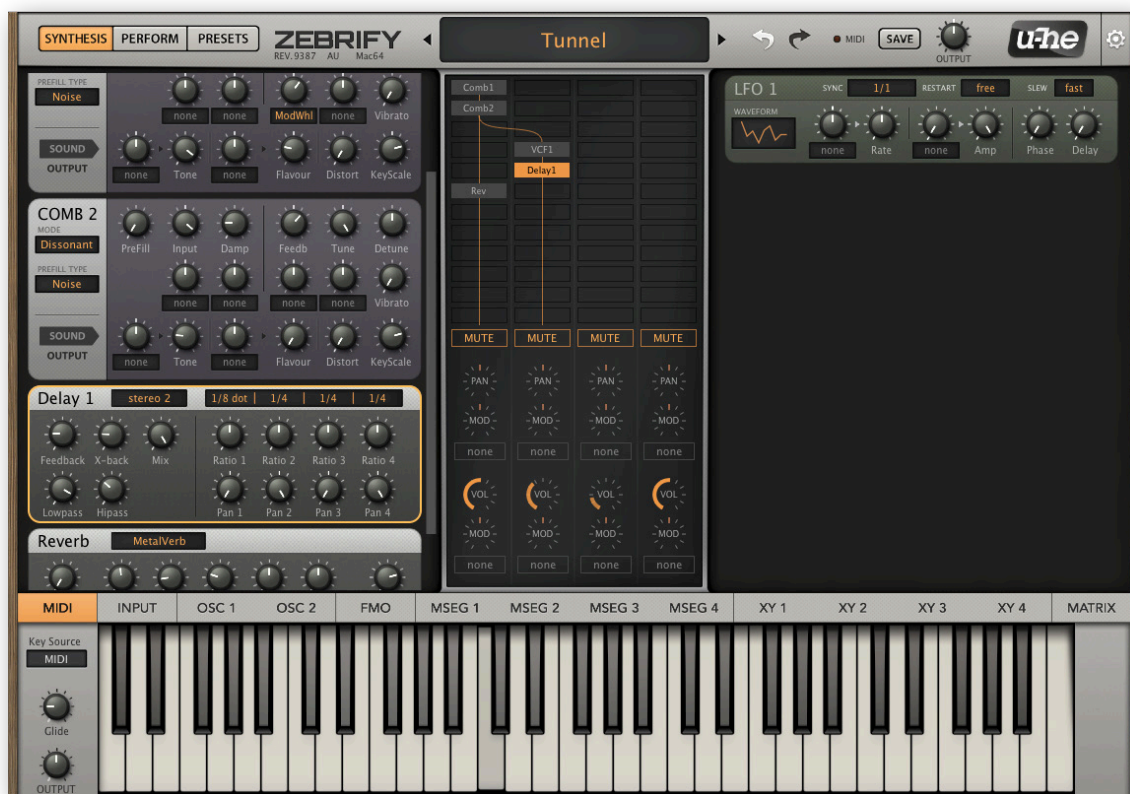 SYNTHESIS PERFORM PRESETS ZEBRIFY Tunnel MIDI SAVE OUTPUT u-he
REV.9387 AU Mac64
PREFILL TYPE
Noise
none none ModWhl none Vibrato
SOUND
OUTPUT
none Tone none Flavour Distort KeyScale
COMB 2
MODE
Dissonant
PreFill Input Damp Feedb Tune Detune
PREFILL TYPE
Noise
none none none none Vibrato
SOUND
OUTPUT
none Tone none Flavour Distort KeyScale
Delay 1 stereo 2 1/8 dot | 1/4 | 1/4 | 1/4
Feedback X-back Mix Ratio 1 Ratio 2 Ratio 3 Ratio 4
Lowpass Hipass Pan 1 Pan 2 Pan 3 Pan 4
Reverb MetalVerb
Comb1
Comb2
VCF1
Delay1
Rev
MUTE MUTE MUTE MUTE
PAN PAN PAN PAN
MOD MOD MOD MOD
none none none none
VOL VOL VOL VOL
MOD MOD MOD MOD
none none none none
LFO 1 SYNC 1/1 RESTART free SLEW fast
WAVEFORM
none Rate none Amp Phase Delay
MIDI INPUT OSC 1 OSC 2 FMO MSEG 1 MSEG 2 MSEG 3 MSEG 4 XY 1 XY 2 XY 3 XY 4 MATRIX
Key Source
MIDI
Glide
OUTPUT